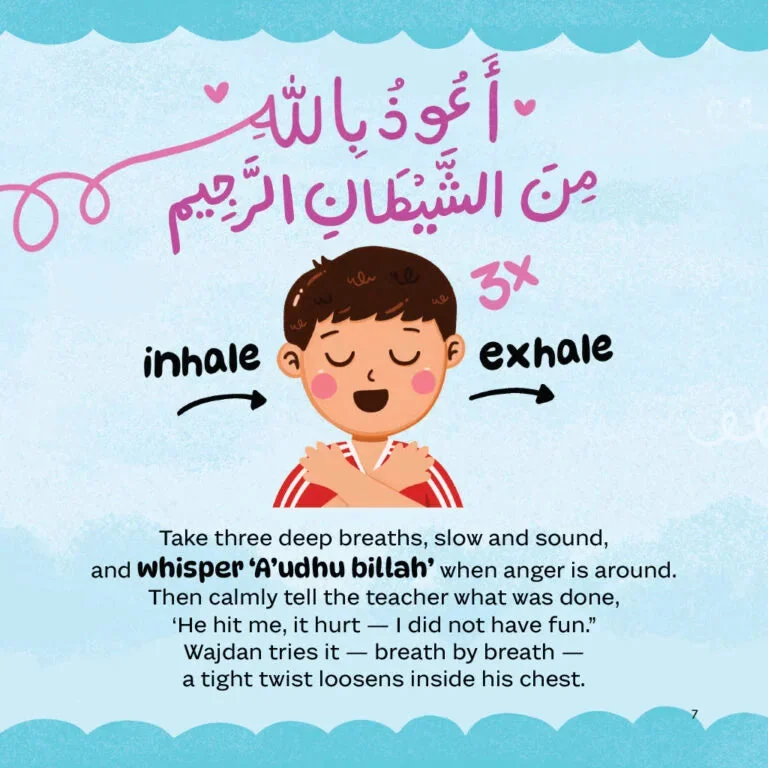 أَعُوذُ بِاللهِ
مِنَ الشَّيْطَانِ الرَّجِيم
3x
inhale
exhale
Take three deep breaths, slow and sound,
and whisper ‘A’udhu billah’ when anger is around.
Then calmly tell the teacher what was done,
‘He hit me, it hurt — I did not have fun.”
Wajdan tries it — breath by breath —
a tight twist loosens inside his chest.
7